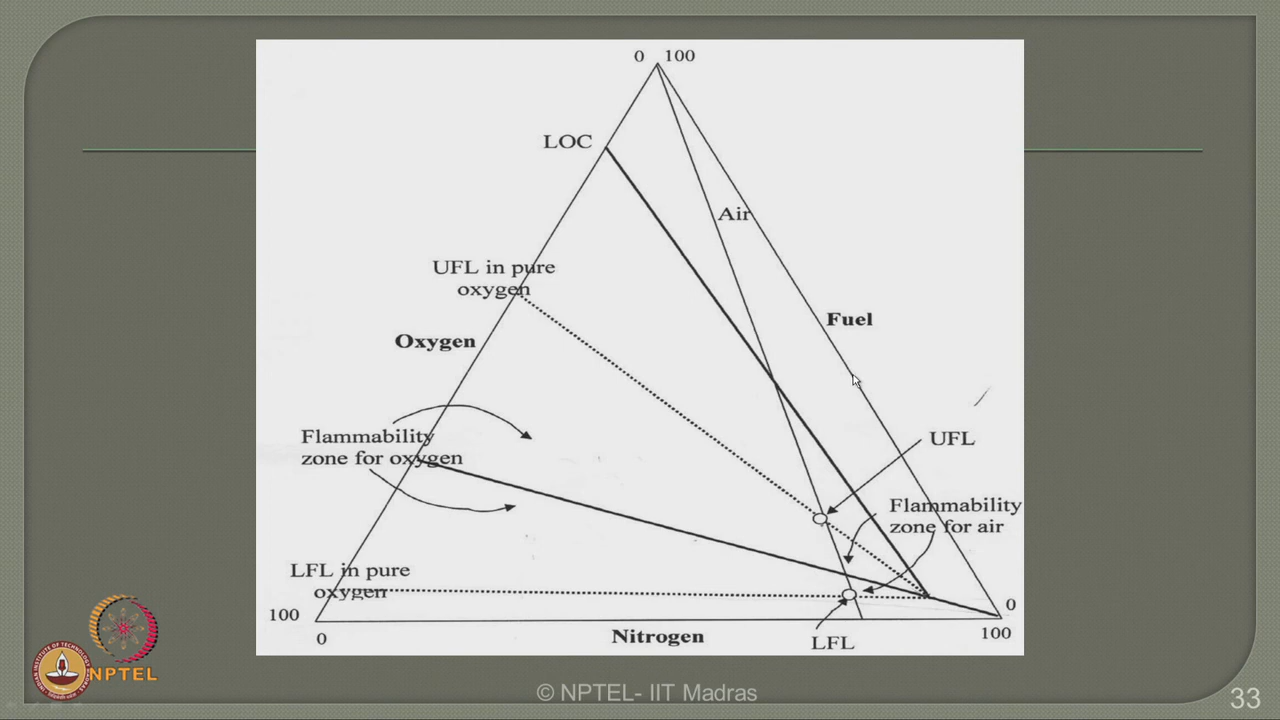 0 100
LOC
Air
UFL in pure
oxygen
Fuel
Oxygen
Flammability
zone for oxygen
UFL
Flammability
zone for air
LFL in pure
oxygen
0
100
100
0
Nitrogen
LFL
NPTEL
© NPTEL- IIT Madras
33